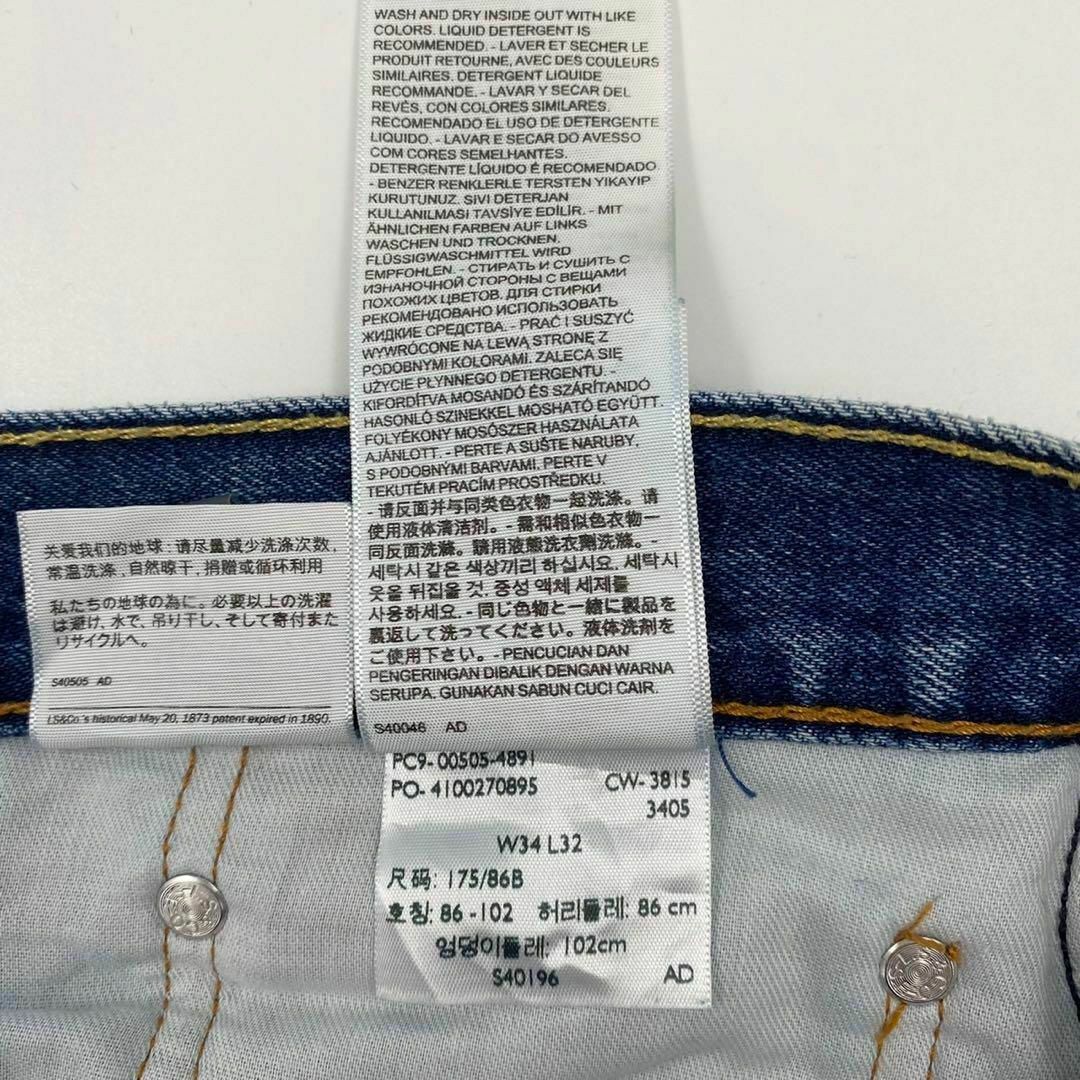 WASH AND DRY INSIDE OUT WITH LIKE
COLORS. LIQUID DETERGENT IS
RECOMMENDED. - LAVER ET SECHER LE
PRODUIT RETOURNE, AVEC DES COULEURS
SIMILAIRES. DETERGENT LIQUIDE
RECOMMANDE. - LAVAR Y SECAR DEL
REVÉS, CON COLORES SIMILARES.
RECOMENDADO EL USO DE DETERGENTE
LIQUIDO. - LAVAR E SECAR DO AVESSO
COM CORES SEMELHANTES.
DETERGENTE LÍQUIDO É RECOMENDADO
- BENZER RENKLERLE TERSTEN YIKAYIP
KURUTUNUZ. SIVI DETERJAN
KULLANILMASI TAVSİYE EDİLİR. - MIT
ÄHNLICHEN FARBEN AUF LINKS
WASCHEN UND TROCKNEN.
FLÜSSIGWASCHMITTEL WIRD
EMPFOHLEN. - СТИРАТЬ И СУШИТЬ С
ИЗНАНОЧНОЙ СТОРОНЫ С ВЕЩАМИ
ПОХОЖИХ ЦВЕТОВ. ДЛЯ СТИРКИ
РЕКОМЕНДОВАНО ИСПОЛЬЗОВАТЬ
ЖИДКИЕ СРЕДСТВА. - PRAĆ I SUSZYĆ
WYWRÓCONE NA LEWĄ STRONĘ Z
PODOBNYMI KOLORAMI. ZALECA SIĘ
UŻYCIE PŁYNNEGO DETERGENTU. -
KIFORDÍTVA MOSANDÓ ÉS SZÁRÍTANDÓ
HASONLÓ SZINEKKEL MOSHATÓ EGYÜTT.
FOLYÉKONY MOSÓSZER HASZNÁLATA
AJÁNLOTT. - PERTE A SUŠTE NARUBY,
S PODOBNÝMI BARVAMI. PERTE V
TEKUTÉM PRACÍM PROSTŘEDKU.
- 请反面并与同类色衣物一起洗涤。请
使用液体清洁剂。- 需和相似色衣物一
同反面洗滌。請用液態洗衣劑洗滌。-
세탁시 같은 색상끼리 하십시요. 세탁시
옷을 뒤집을 것. 중성 액체 세제를
사용하세요. - 同じ色物と一緒に製品を
裏返して洗ってください。液体洗剤を
ご使用下さい。- PENCUCIAN DAN
PENGERINGAN DIBALIK DENGAN WARNA
SERUPA. GUNAKAN SABUN CUCI CAIR.
S40046 AD
关爱我们的地球: 请尽量减少洗涤次数,
常温洗涤, 自然晾干, 捐赠或循环利用
私たちの地球の為に。必要以上の洗濯
は避け, 水で, 吊り干し, そして寄付また
リサイクルへ。
S40505 AD
LS&Co.'s historical May 20, 1873 patent expired in 1890.
PC9- 00505-4891
PO- 4100270895
CW- 3815
3405
W34 L32
尺码: 175/86B
호칭: 86 -102 허리둘레: 86 cm
엉덩이둘레: 102cm
S40196 AD